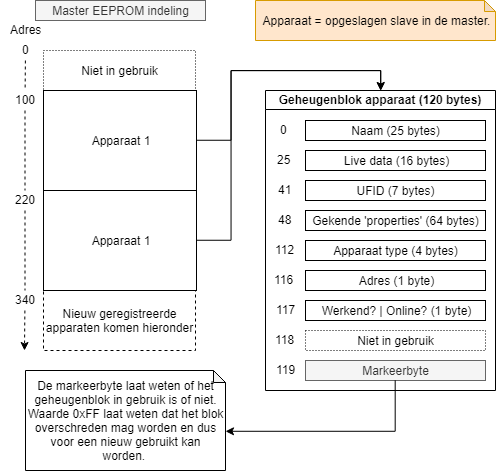 Master EEPROM indeling
Apparaat = opgeslagen slave in de master.
Adres
0
Niet in gebruik
100
Apparaat 1
220
Apparaat 1
340
Nieuw geregistreerde
apparaten komen hieronder
Geheugenblok apparaat (120 bytes)
0 Naam (25 bytes)
25 Live data (16 bytes)
41 UFID (7 bytes)
48 Gekende 'properties' (64 bytes)
112 Apparaat type (4 bytes)
116 Adres (1 byte)
117 Werkend? | Online? (1 byte)
118 Niet in gebruik
119 Markeerbyte
De markeerbyte laat weten of het
geheugenblok in gebruik is of niet.
Waarde 0xFF laat weten dat het blok
overschreden mag worden en dus
voor een nieuw gebruikt kan
worden.